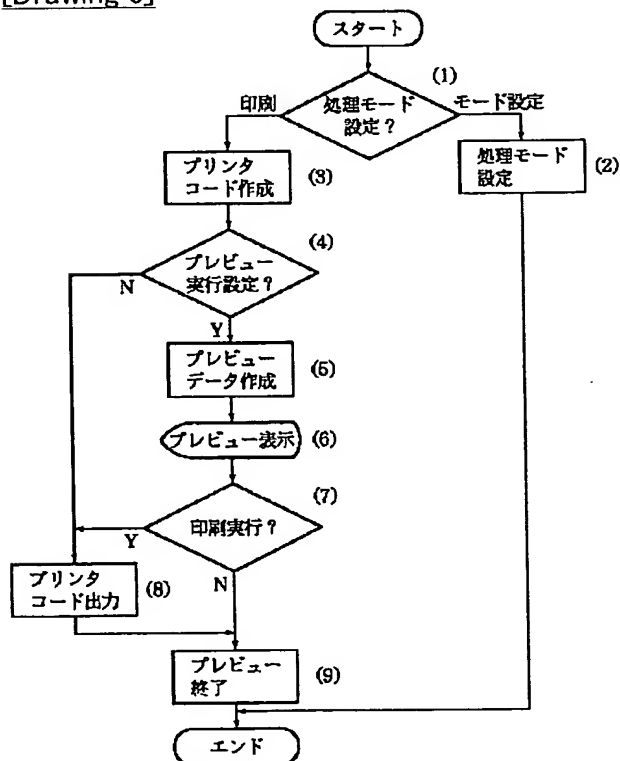 スタート
(1)
印刷
処理モード
設定?
モード設定
処理モード
設定
(2)
プリンタ
コード作成
(3)
(4)
プレビュー
実行設定?
N
Y
プレビュー
データ作成
(5)
プレビュー表示
(6)
(7)
印刷実行?
Y
N
プリンタ
コード出力
(8)
プレビュー
終了
(9)
エンド